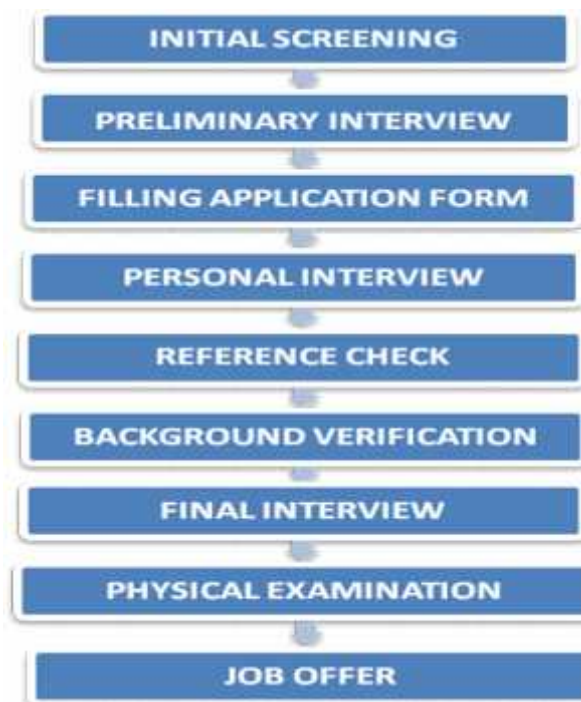 INITIAL SCREENING
PRELIMINARY INTERVIEW
FILLING APPLICATION FORM
PERSONAL INTERVIEW
REFERENCE CHECK
BACKGROUND VERIFICATION
FINAL INTERVIEW
PHYSICAL EXAMINATION
JOB OFFER